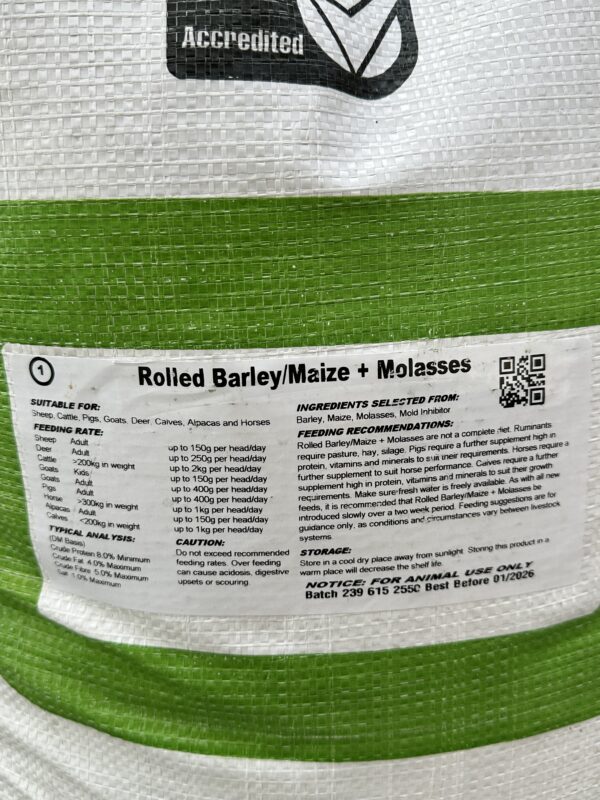 Accredited
1
Rolled Barley/Maize + Molasses
SUITABLE FOR:
Sheep, Cattle, Pigs, Goats, Deer, Calves, Alpacas and Horses
FEEDING RATE:
Sheep Adult up to 150g per head/day
Deer Adult up to 250g per head/day
Cattle >200kg in weight up to 2kg per head/day
Goats Kids up to 150g per head/day
Goats Adult up to 400g per head/day
Pigs Adult up to 400g per head/day
Horse >300kg in weight up to 1kg per head/day
Alpacas Adult up to 150g per head/day
Calves <200kg in weight up to 1kg per head/day
TYPICAL ANALYSIS:
(DM Basis)
Crude Protein 8.0% Minimum
Crude Fat 4.0% Maximum
Crude Fibre 5.0% Maximum
Salt 1.0% Maximum
CAUTION:
Do not exceed recommended
feeding rates. Over feeding
can cause acidosis, digestive
upsets or scouring.
INGREDIENTS SELECTED FROM:
Barley, Maize, Molasses, Mold Inhibitor
FEEDING RECOMMENDATIONS:
Rolled Barley/Maize + Molasses are not a complete diet. Ruminants
require pasture, hay, silage. Pigs require a further supplement high in
protein, vitamins and minerals to suit their requirements. Horses require a
further supplement to suit horse performance. Calves require a further
supplement high in protein, vitamins and minerals to suit their growth
requirements. Make sure fresh water is freely available. As with all new
feeds, it is recommended that Rolled Barley/Maize + Molasses be
introduced slowly over a two week period. Feeding suggestions are for
guidance only, as conditions and circumstances vary between livestock
systems.
STORAGE:
Store in a cool dry place away from sunlight. Storing this product in a
warm place will decrease the shelf life.
NOTICE: FOR ANIMAL USE ONLY
Batch 239 615 2550 Best Before 01/2026